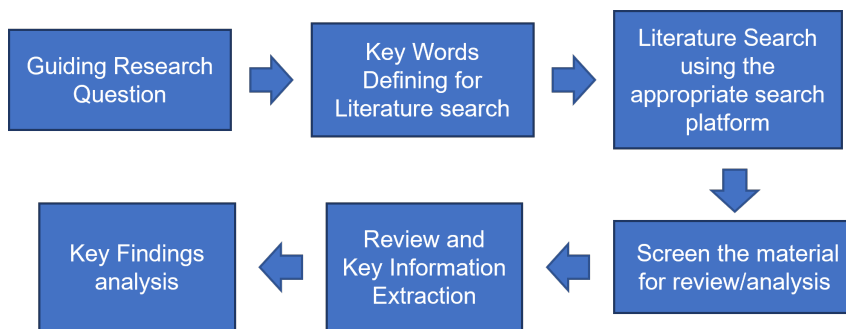 Guiding Research
Question
Key Words
Defining for
Literature search
Literature Search
using the
appropriate search
platform
Screen the material
for review/analysis
Review and
Key Information
Extraction
Key Findings
analysis